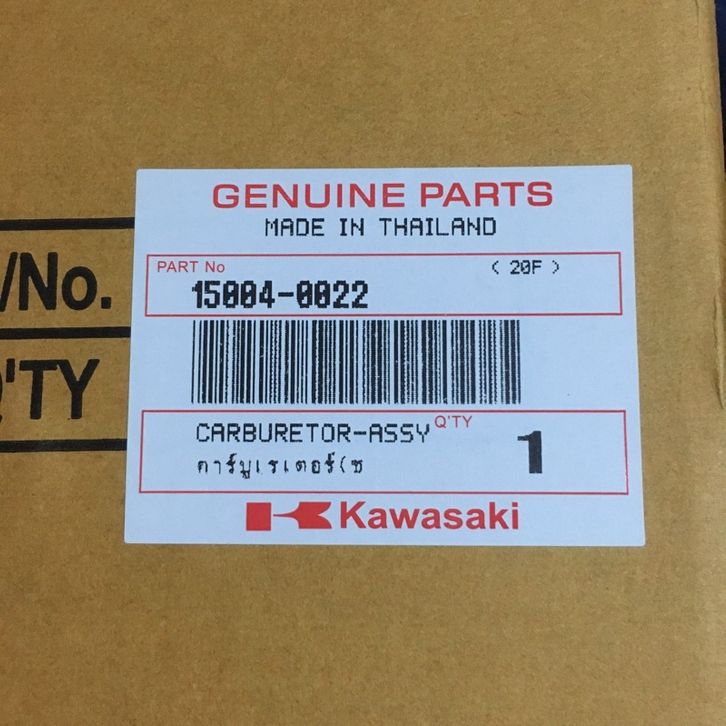 GENUINE PARTS
MADE IN THAILAND
PART No
( 20F )
15004-0022
/No.
Q'TY
CARBURETOR-ASSY
Q'TY
1
คาร์บูเรเตอร์(ช
Kawasaki